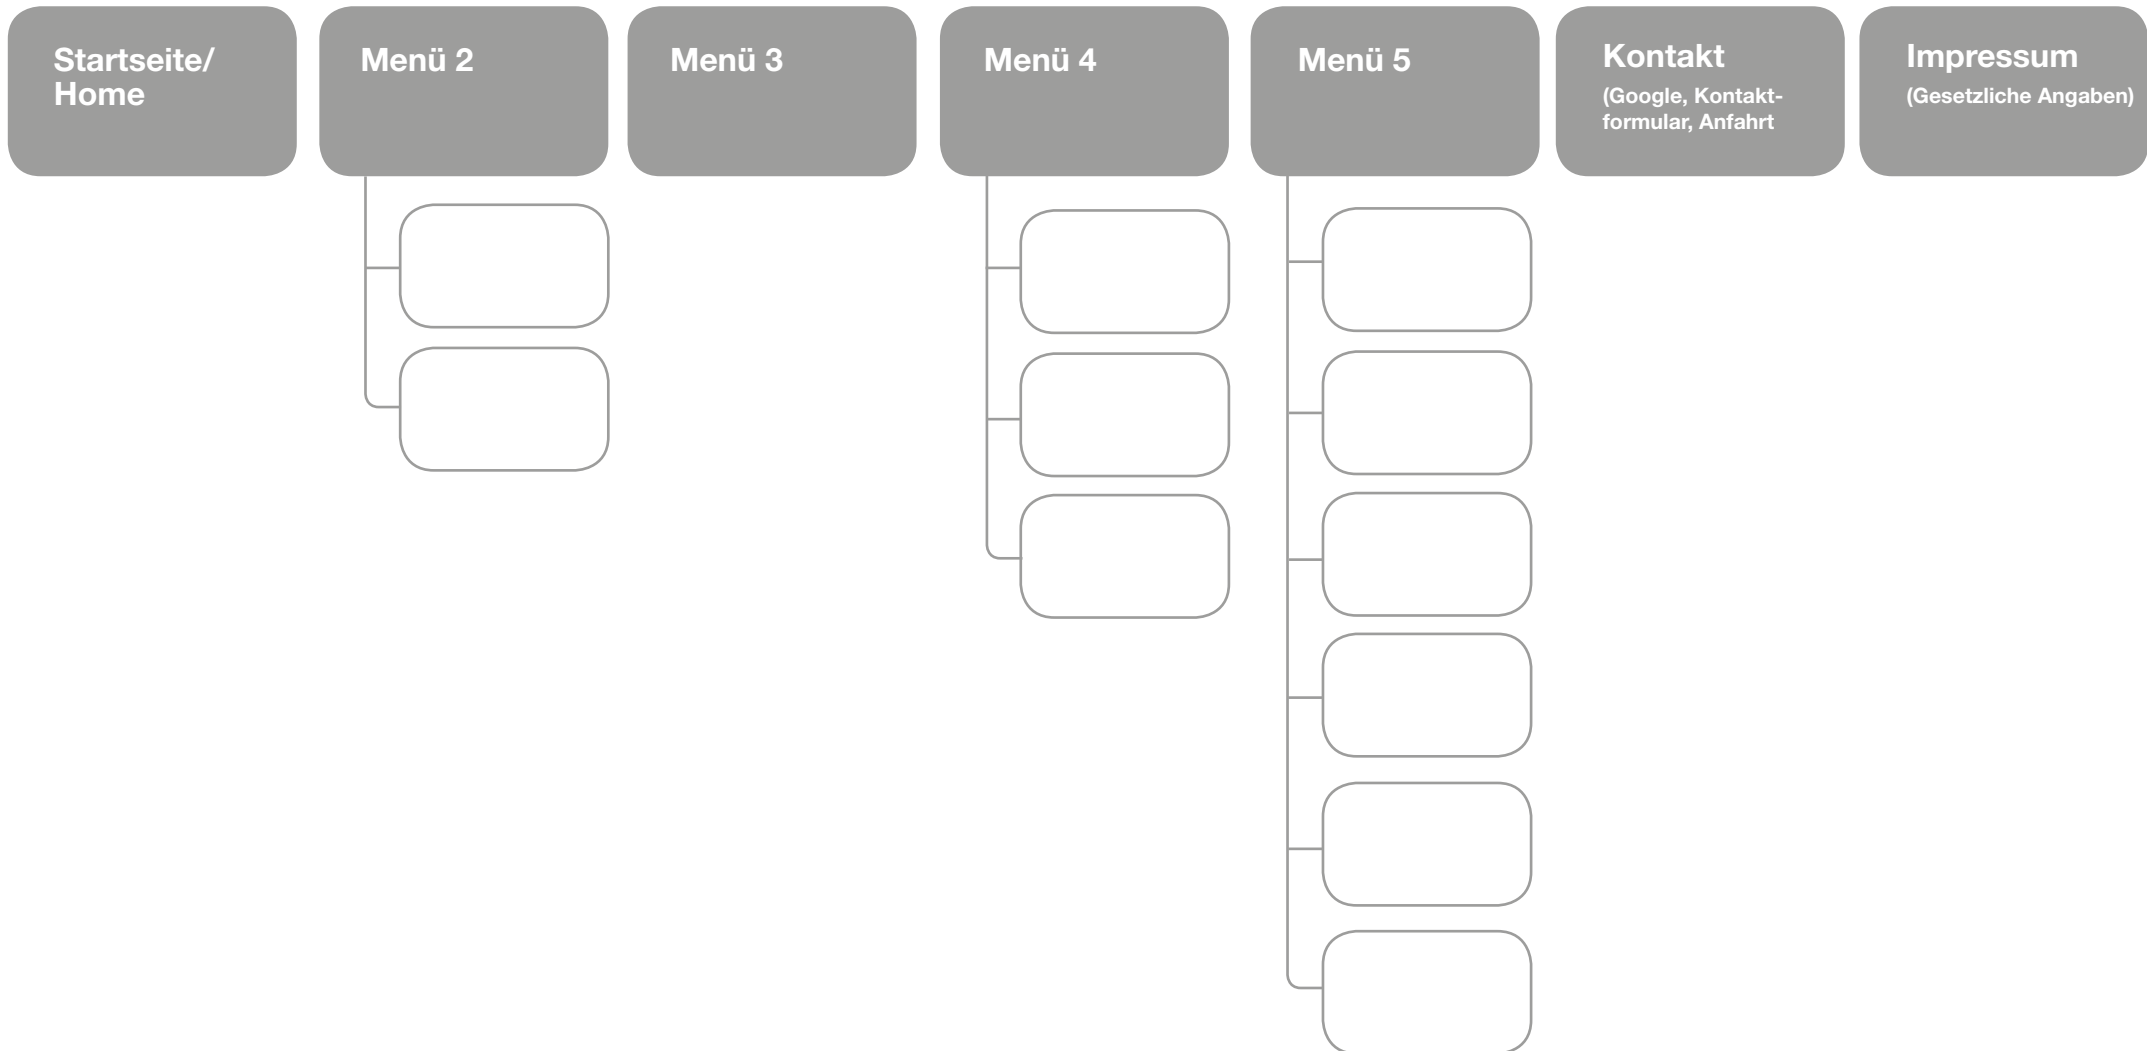 Startseite/
Home
Menü 2
Menü 3
Menü 4
Menü 5
Kontakt
(Google, Kontakt-
formular, Anfahrt
Impressum
(Gesetzliche Angaben)